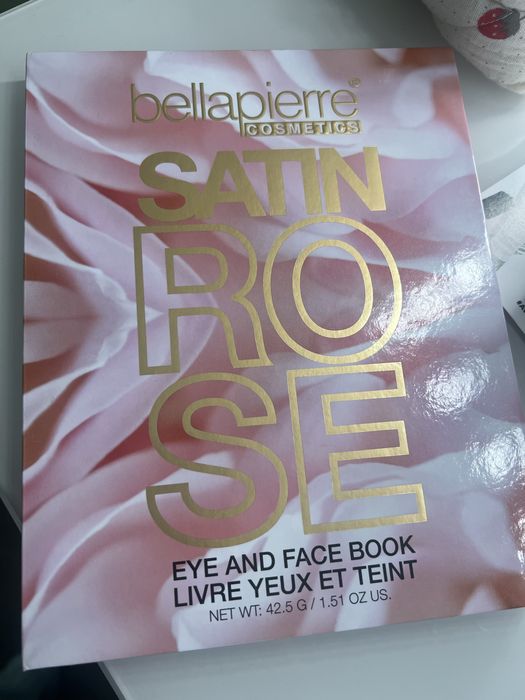 bellapierre®
COSMETICS
SATIN
RO
SE
EYE AND FACE BOOK
LIVRE YEUX ET TEINT
NET WT: 42.5 G / 1.51 OZ US.